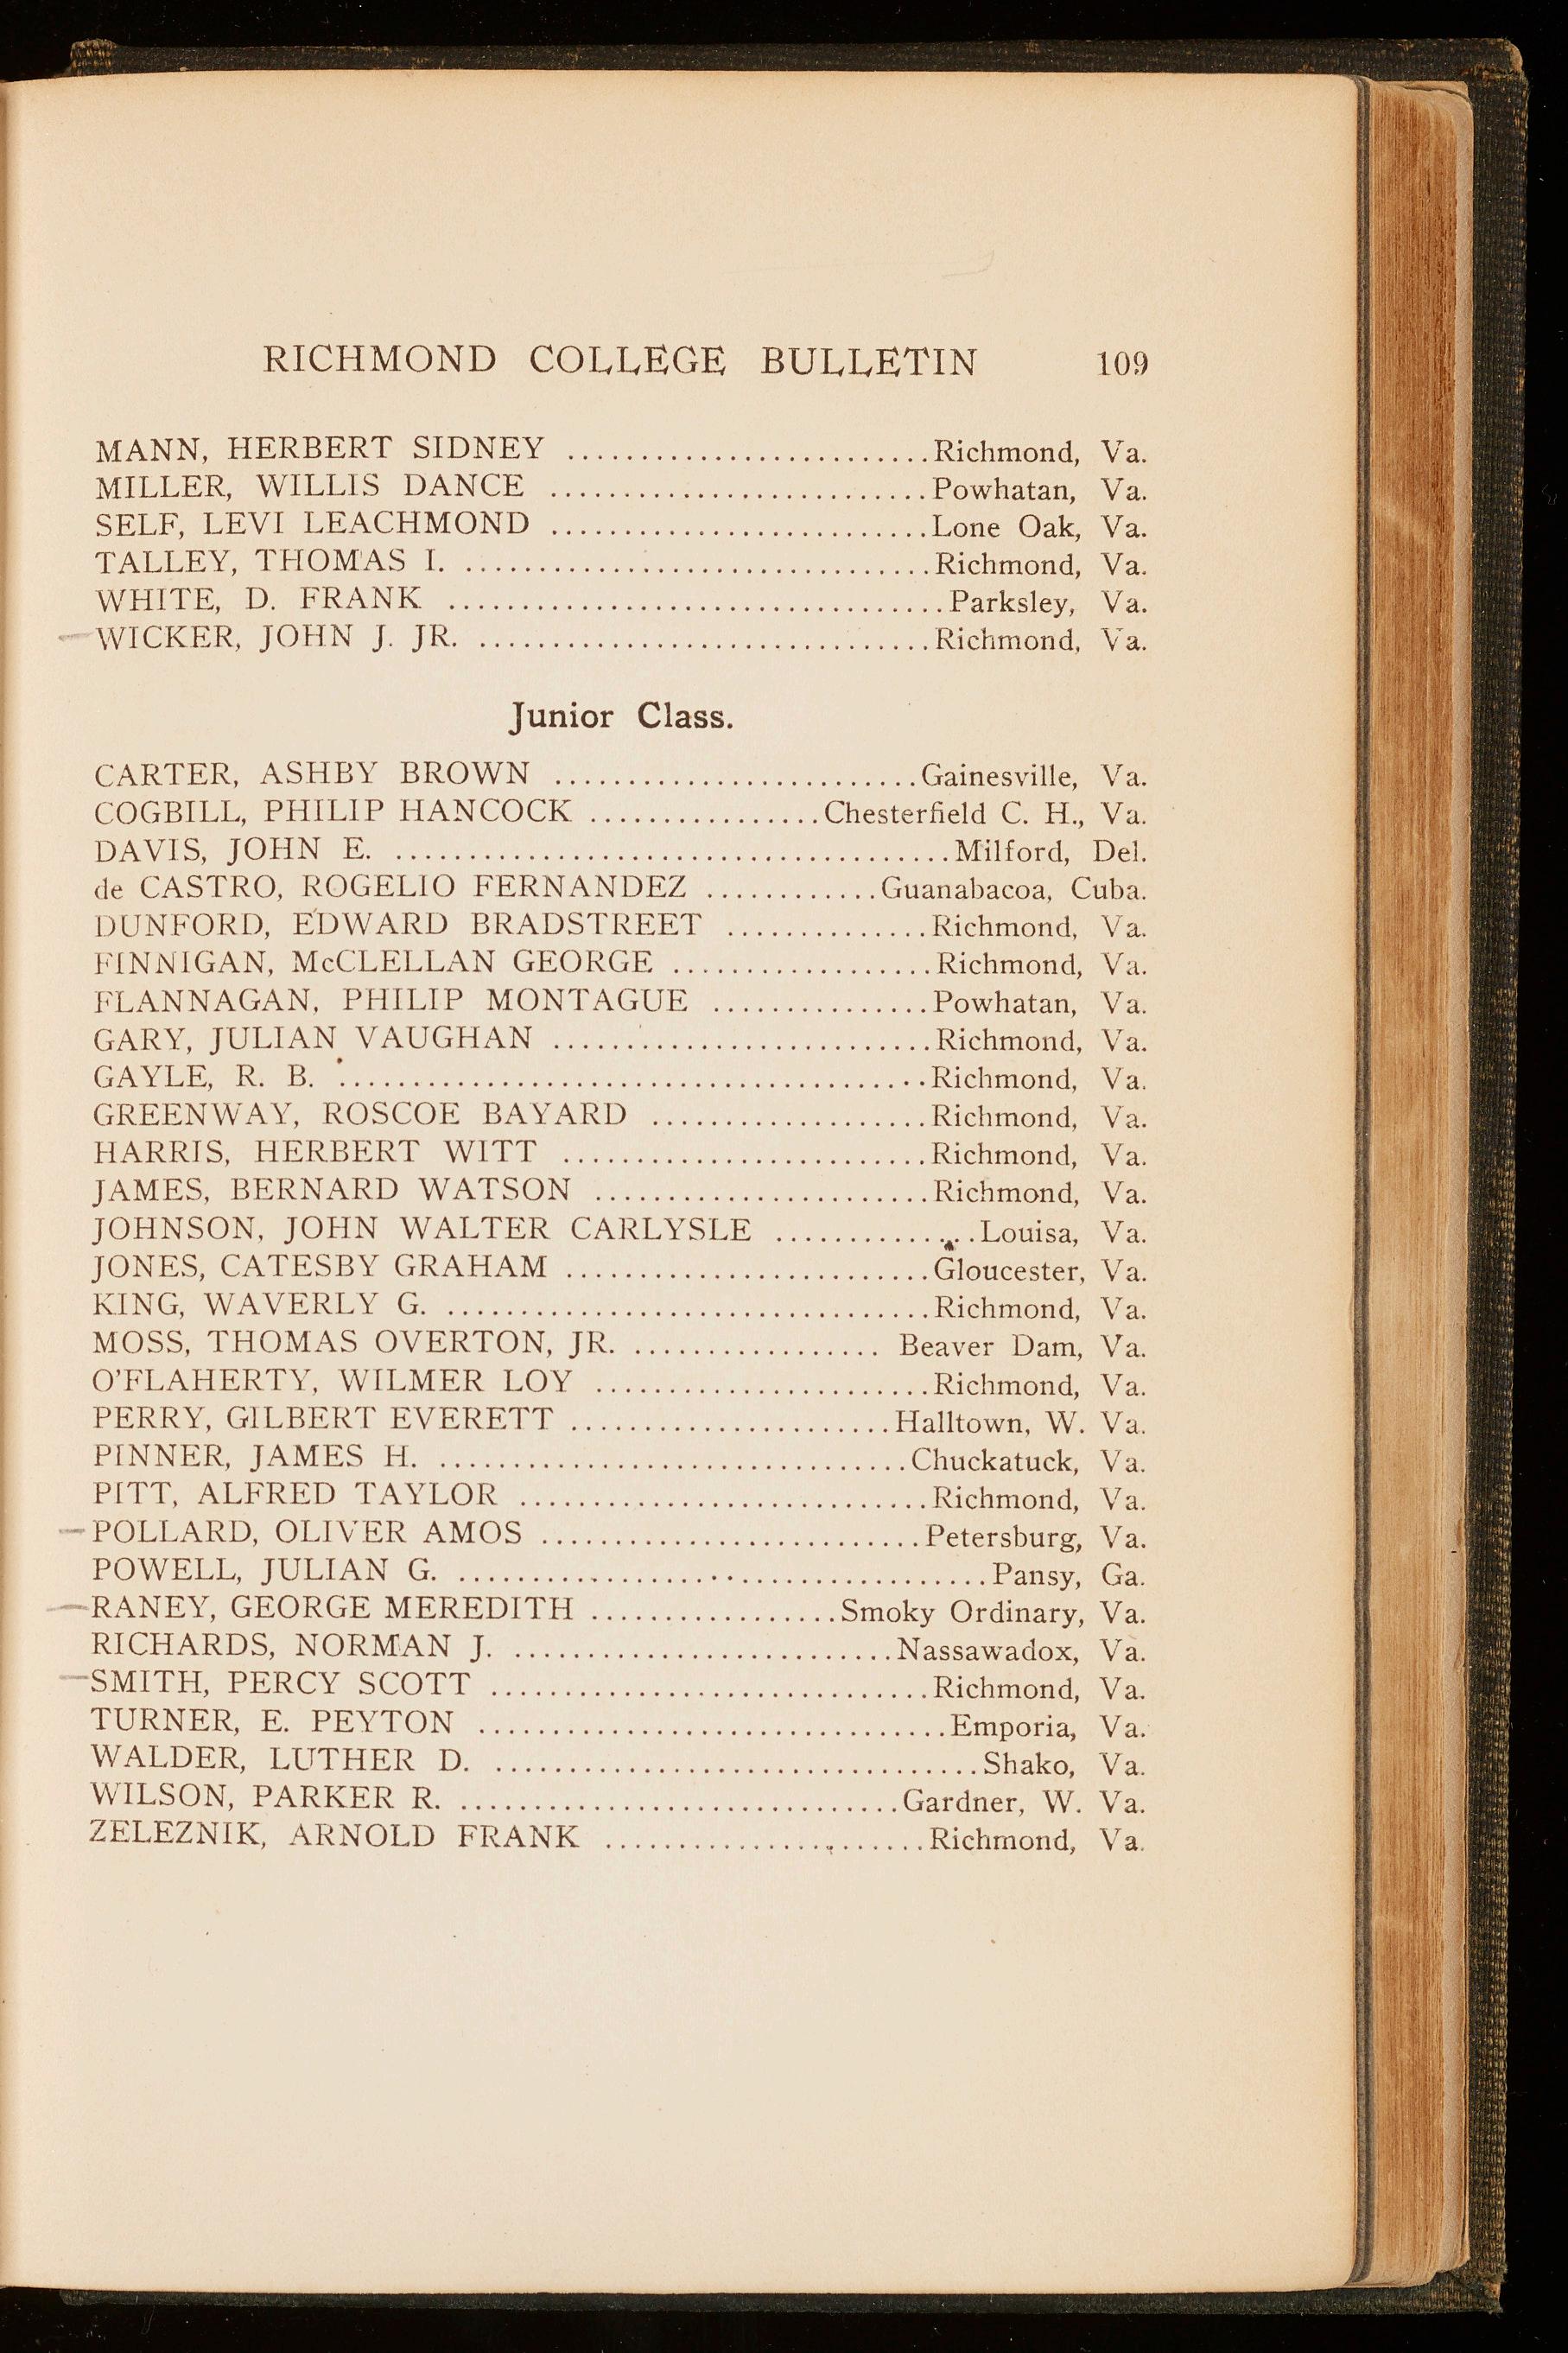 RICHMOND COLLEGE BULLETIN 109
MANN, HERBERT SIDNEY .........................Richmond, Va.
MILLER, WILLIS DANCE ..........................Powhatan, Va.
SELF, LEVI LEACHMOND ..........................Lone Oak, Va.
TALLEY, THOMAS I. ................................Richmond, Va.
WHITE, D. FRANK ..................................Parksley, Va.
WICKER, JOHN J. JR. ...............................Richmond, Va.
Junior Class.
CARTER, ASHBY BROWN .........................Gainesville, Va.
COGBILL, PHILIP HANCOCK ................Chesterfield C. H., Va.
DAVIS, JOHN E. ......................................Milford, Del.
de CASTRO, ROGELIO FERNANDEZ ............Guanabacoa, Cuba.
DUNFORD, EDWARD BRADSTREET ..............Richmond, Va.
FINNIGAN, McCLELLAN GEORGE ..................Richmond, Va.
FLANNAGAN, PHILIP MONTAGUE ...............Powhatan, Va.
GARY, JULIAN VAUGHAN ..........................Richmond, Va.
GAYLE, R. B. ........................................Richmond, Va.
GREENWAY, ROSCOE BAYARD ...................Richmond, Va.
HARRIS, HERBERT WITT .........................Richmond, Va.
JAMES, BERNARD WATSON .......................Richmond, Va.
JOHNSON, JOHN WALTER CARLYSLE ..............Louisa, Va.
JONES, CATESBY GRAHAM .........................Gloucester, Va.
KING, WAVERLY G. .................................Richmond, Va.
MOSS, THOMAS OVERTON, JR. ................. Beaver Dam, Va.
O'FLAHERTY, WILMER LOY .......................Richmond, Va.
PERRY, GILBERT EVERETT ......................Halltown, W. Va.
PINNER, JAMES H. ................................Chuckatuck, Va.
PITT, ALFRED TAYLOR ............................Richmond, Va.
POLLARD, OLIVER AMOS ..........................Petersburg, Va.
POWELL, JULIAN G. ....................................Pansy, Ga.
RANEY, GEORGE MEREDITH .................Smoky Ordinary, Va.
RICHARDS, NORMAN J. ..........................Nassawadox, Va.
SMITH, PERCY SCOTT ..............................Richmond, Va.
TURNER, E. PEYTON ................................Emporia, Va.
WALDER, LUTHER D. .................................Shako, Va.
WILSON, PARKER R. ..............................Gardner, W. Va.
ZELEZNIK, ARNOLD FRANK ......................Richmond, Va.